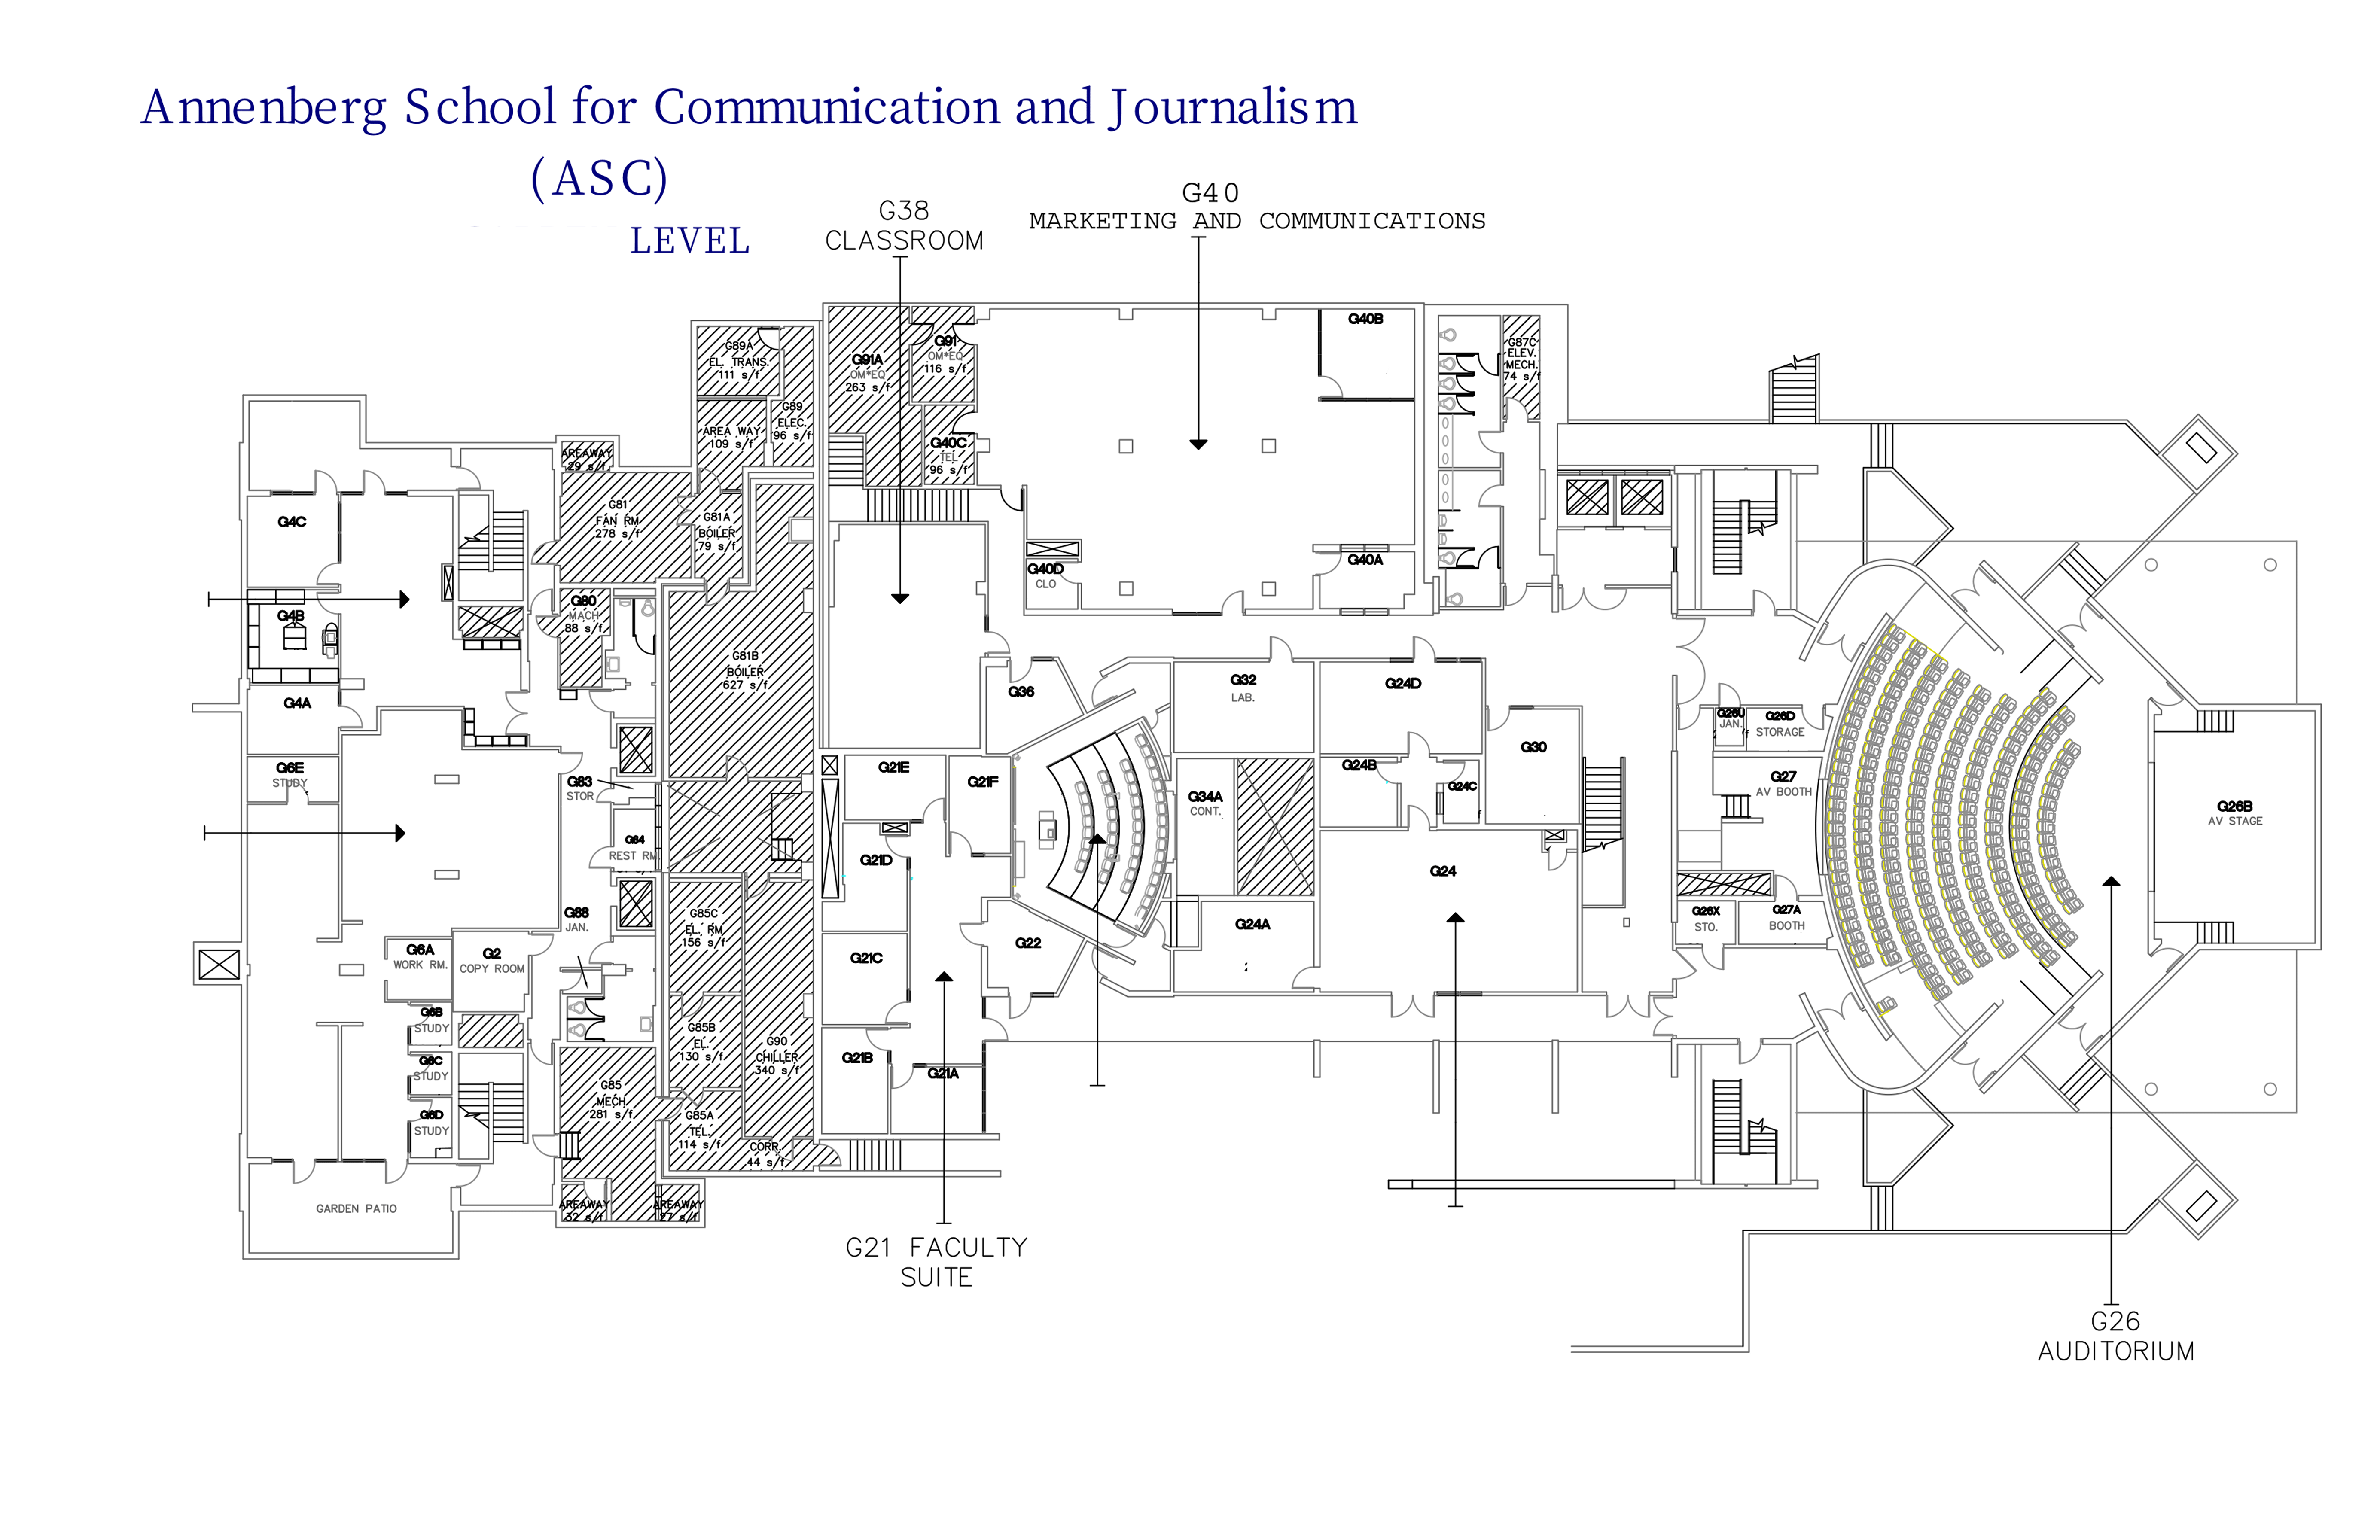 Annenberg School for Communication and Journalism
(ASC)
LEVEL
G38
CLASSROOM
G40
MARKETING AND COMMUNICATIONS
G89A
EL. TRANS.
111 s/f
G89
ELEC.
96 s/f
AREA WAY
109 s/f
G91A
OM*EQ
263 s/f
G91
OM*EQ
116 s/f
G40C
TEL
96 s/f
G40B
G87C
ELEV.
MECH.
74 s/f
AREAWAY
29 s/f
G81
FAN RM
278 s/f
G81A
BOILER
79 s/f
G4C
G4B
G4A
G80
MACH
88 s/f
G81B
BOILER
627 s/f
G40D
CLO
G40A
G36
G32
LAB.
G24D
G30
G26U
JAN.
G26D
STORAGE
G6E
STUDY
G83
STOR
G84
REST RM.
G21E
G21F
G34A
CONT.
G24B
G24C
G27
AV BOOTH
G26B
AV STAGE
G21D
G24
G88
JAN.
G85C
EL. RM
156 s/f
G6A
WORK RM.
G2
COPY ROOM
G21C
G22
G24A
G26X
STO.
G27A
BOOTH
G6B
STUDY
G6C
STUDY
G6D
STUDY
G85B
EL.
130 s/f
G90
CHILLER
340 s/f
G21B
G21A
G85
MECH
281 s/f
G85A
TEL.
114 s/f
CORR.
44 s/f
AREAWAY
32 s/f
AREAWAY
27 s/f
GARDEN PATIO
G21 FACULTY
SUITE
G26
AUDITORIUM